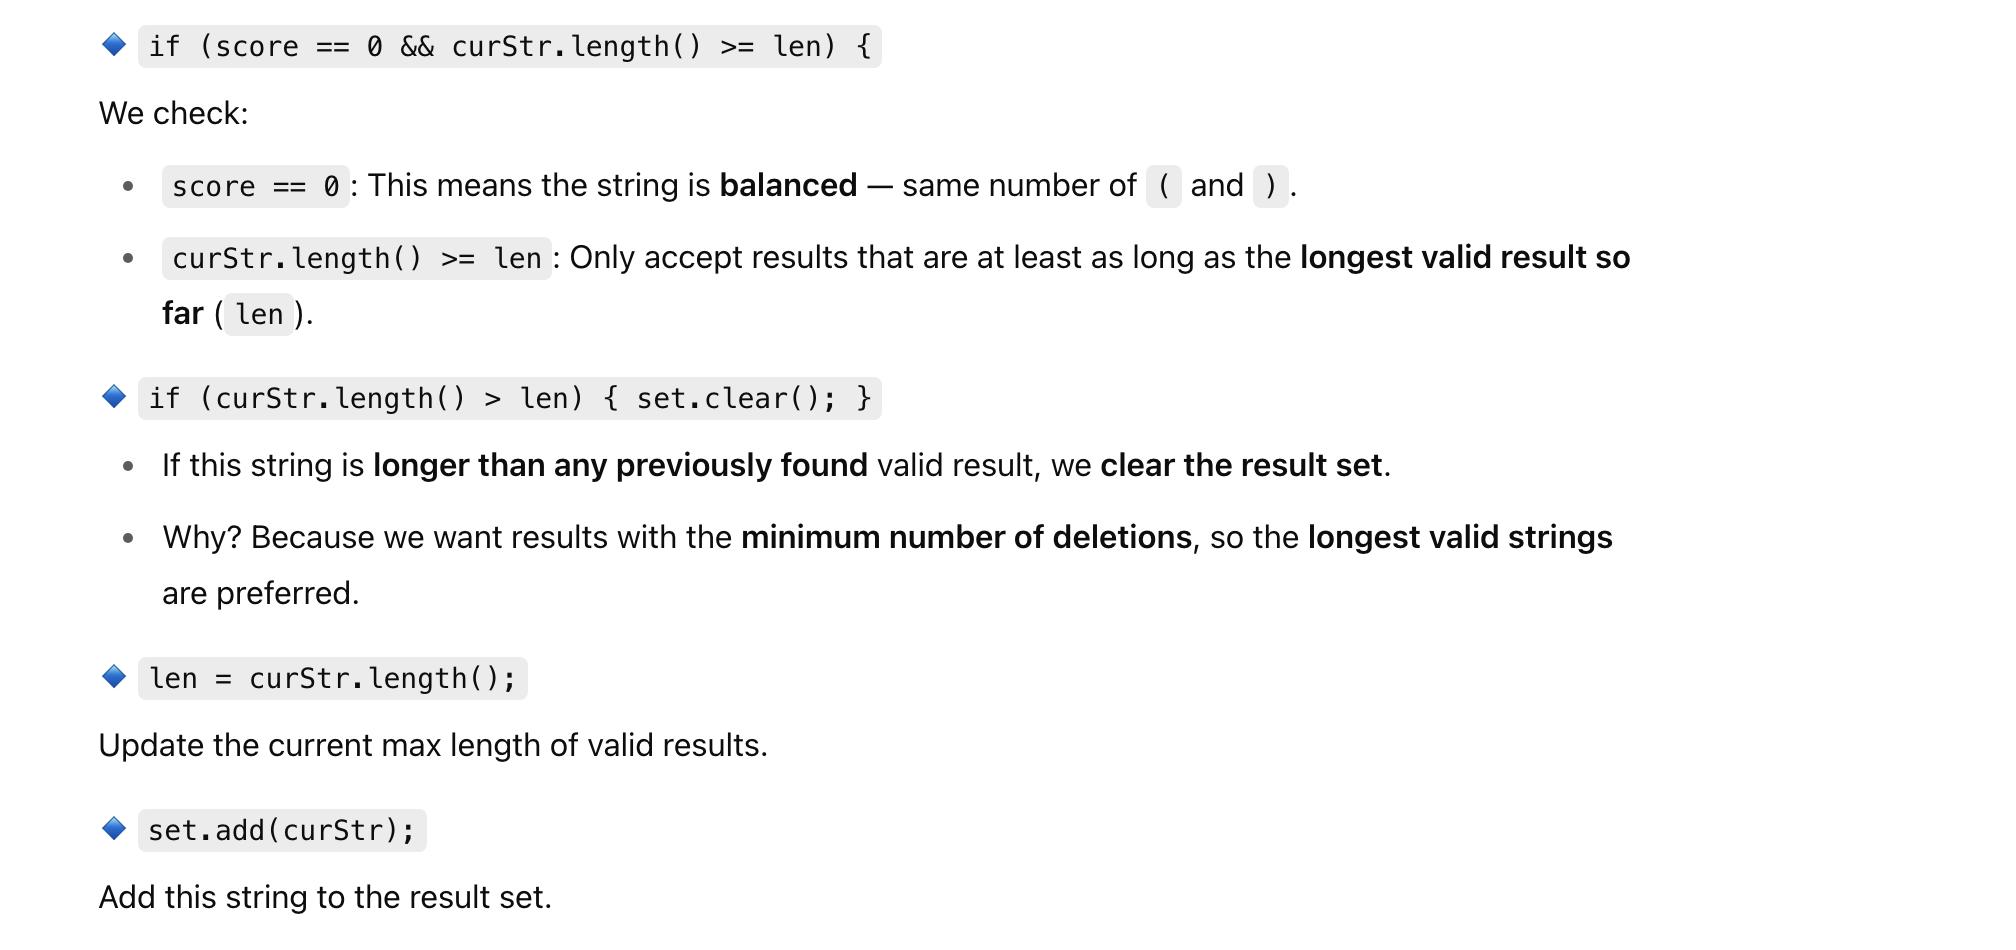 🔷 if (score == 0 && curStr.length() >= len) {
We check:
• score == 0: This means the string is balanced — same number of ( and ).
• curStr.length() >= len: Only accept results that are at least as long as the longest valid result so
far (len).
🔷 if (curStr.length() > len) { set.clear(); }
• If this string is longer than any previously found valid result, we clear the result set.
• Why? Because we want results with the minimum number of deletions, so the longest valid strings
are preferred.
🔷 len = curStr.length();
Update the current max length of valid results.
🔷 set.add(curStr);
Add this string to the result set.